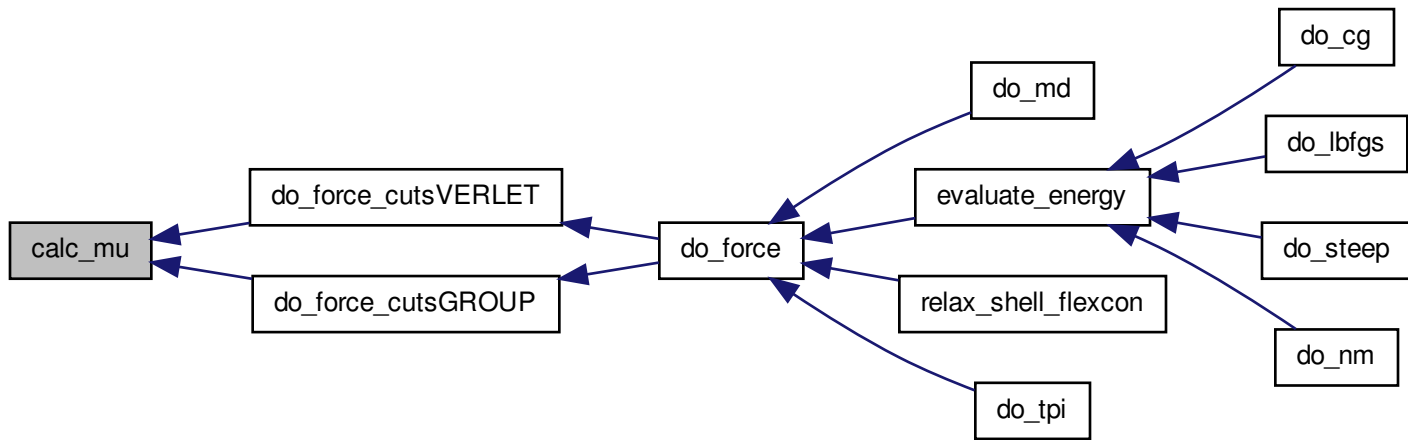 calc_mu
do_force_cutsVERLET
do_force_cutsGROUP
do_force
do_md
evaluate_energy
relax_shell_flexcon
do_tpi
do_cg
do_lbfgs
do_steep
do_nm